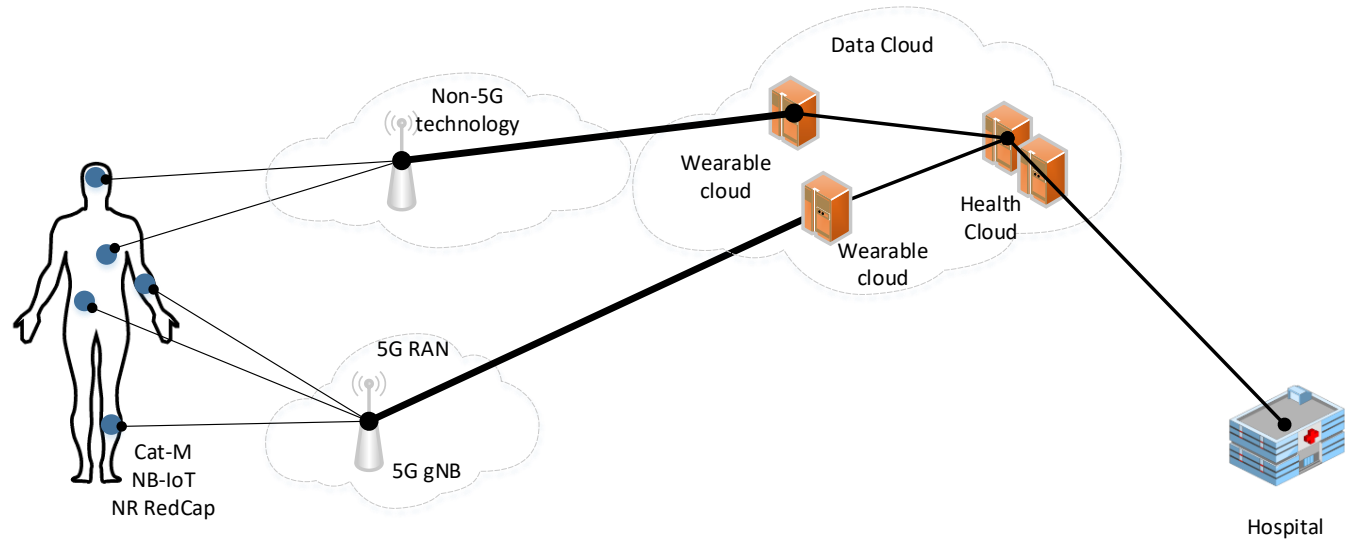 Data Cloud
Non-5G
technology
Wearable
cloud
Health
Cloud
Wearable
cloud
5G RAN
5G gNB
Cat-M
NB-IoT
NR RedCap
Hospital